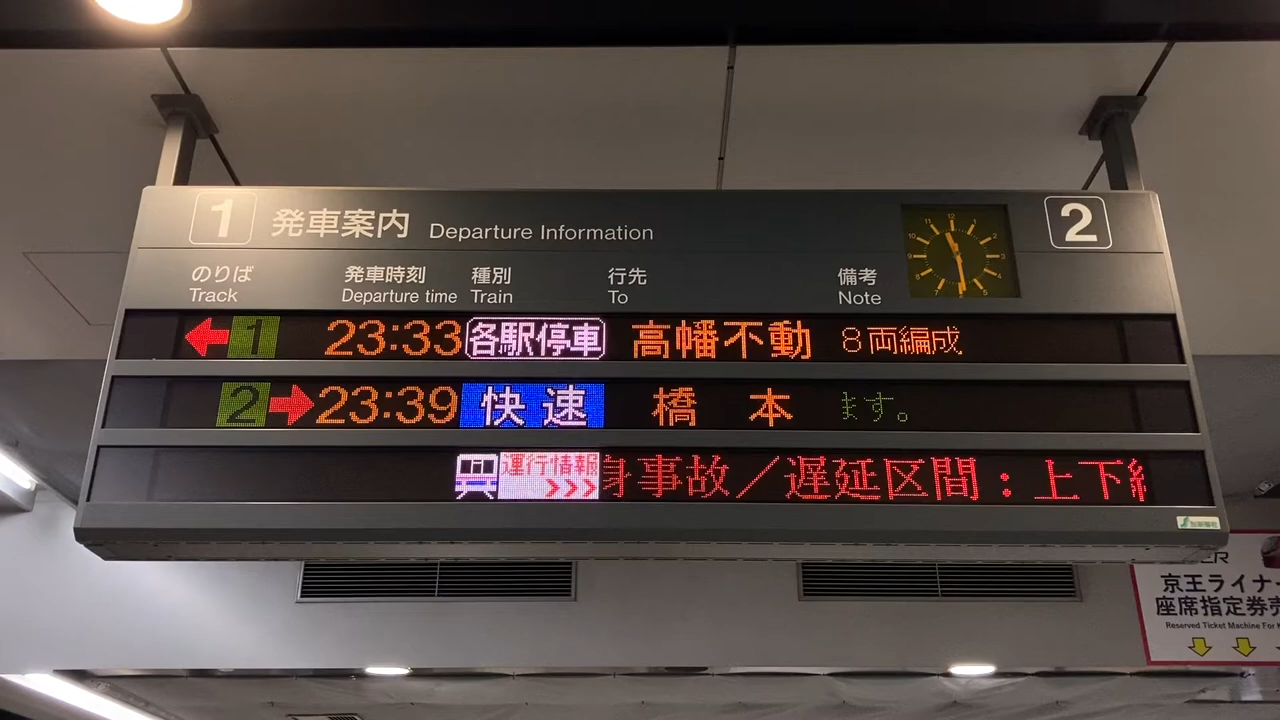 1 発車案内 Departure Information 2
のりば 発車時刻 種別 行先 備考
Track Departure time Train To Note
1 23:33 各駅停車 高幡不動 8両編成
2 23:39 快速 橋本 ます。
運行情報 事故/遅延区間:上下
京王ライナー
座席指定券
Reserved Ticket Machine For